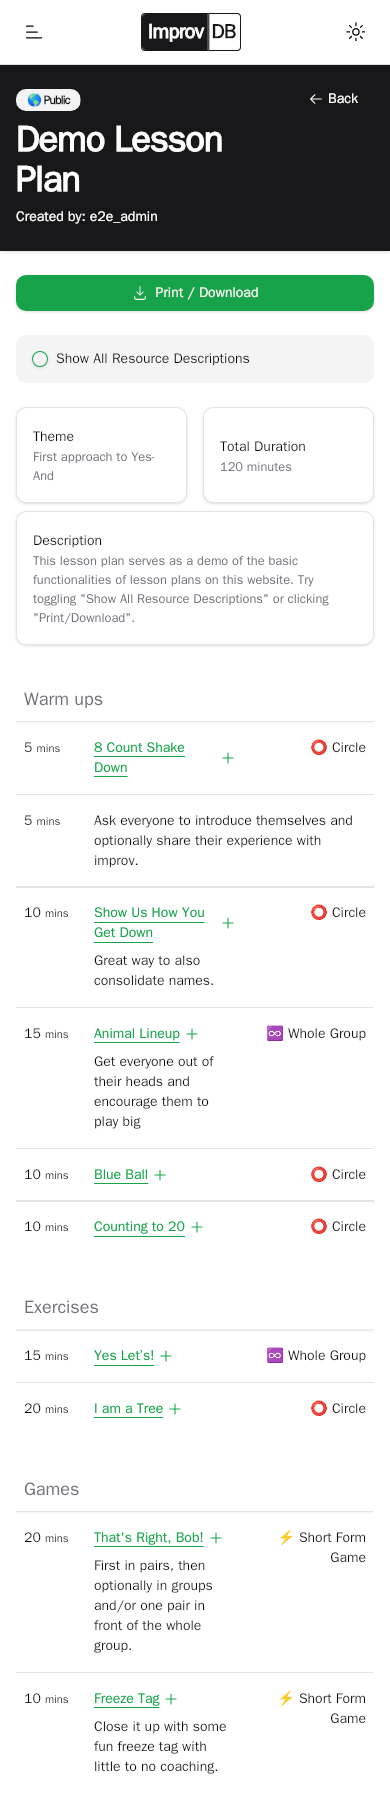 Improv DB
Public
Back
Demo Lesson
Plan
Created by: e2e_admin
Print / Download
Show All Resource Descriptions
Theme
First approach to Yes-
And
Total Duration
120 minutes
Description
This lesson plan serves as a demo of the basic
functionalities of lesson plans on this website. Try
toggling "Show All Resource Descriptions" or clicking
"Print/Download".
Warm ups
5 mins
8 Count Shake
Down
Circle
5 mins
Ask everyone to introduce themselves and
optionally share their experience with
improv.
10 mins
Show Us How You
Get Down
Circle
Great way to also
consolidate names.
15 mins
Animal Lineup
Whole Group
Get everyone out of
their heads and
encourage them to
play big
10 mins
Blue Ball
Circle
10 mins
Counting to 20
Circle
Exercises
15 mins
Yes Let's!
Whole Group
20 mins
I am a Tree
Circle
Games
20 mins
That's Right, Bob!
Short Form
Game
First in pairs, then
optionally in groups
and/or one pair in
front of the whole
group.
10 mins
Freeze Tag
Short Form
Game
Close it up with some
fun freeze tag with
little to no coaching.